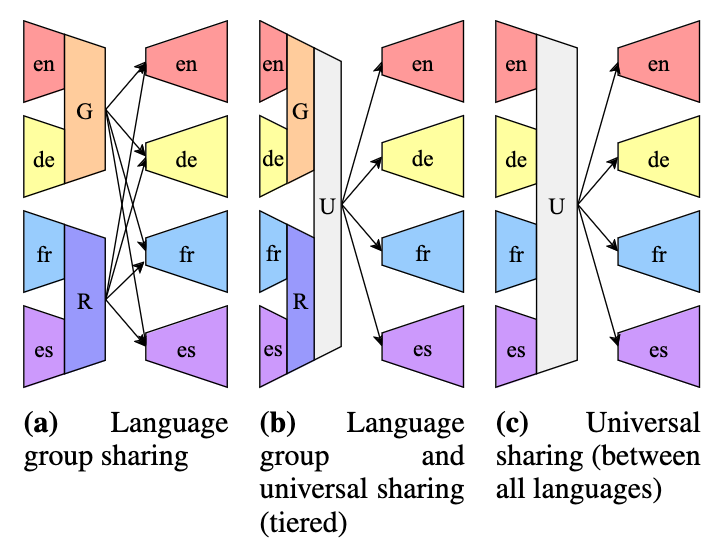 en
G
en
de
de
fr
R
fr
es
es
(a) Language
group sharing
en
G
en
de
de
U
fr
R
fr
es
es
(b) Language
group and
universal sharing
(tiered)
en
en
de
de
U
fr
fr
es
es
(c) Universal
sharing (between
all languages)